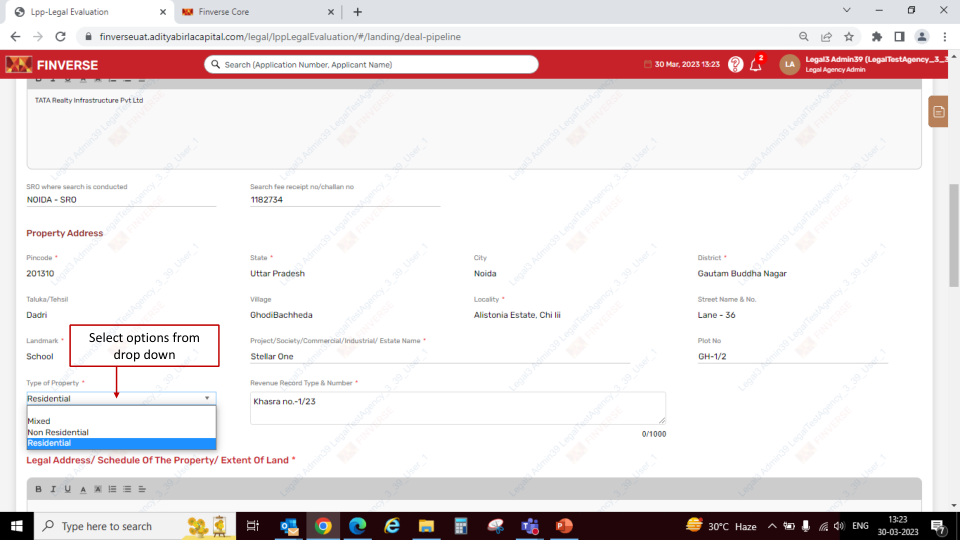 Lpp-Legal Evaluation
Finverse Core
finverseuat.adityabirlacapital.com/legal/lppLegalEvaluation/#/landing/deal-pipeline
FINVERSE
Search (Application Number, Applicant Name)
30 Mar, 2023 13:23
2
LA
Legal3 Admin39 (LegalTestAgency_3_3
Legal Agency Admin
TATA Realty Infrastructure Pvt Ltd
SRO where search is conducted
Search fee receipt no/challan no
NOIDA - SRO
1182734
Property Address
Pincode *
State *
City
District *
201310
Uttar Pradesh
Noida
Gautam Buddha Nagar
Taluka/Tehsil
Village
Locality *
Street Name & No.
Dadri
GhodiBachheda
Alistonia Estate, Chi Iii
Lane - 36
Landmark *
Project/Society/Commercial/Industrial/ Estate Name *
Plot No
School
Stellar One
GH-1/2
Select options from
drop down
Type of Property *
Revenue Record Type & Number *
Residential
Khasra no.-1/23
Mixed
Non Residential
Residential
0/1000
Legal Address/ Schedule Of The Property/ Extent Of Land *
B I U A
Type here to search
30°C Haze
ENG
13:23
30-03-2023
7